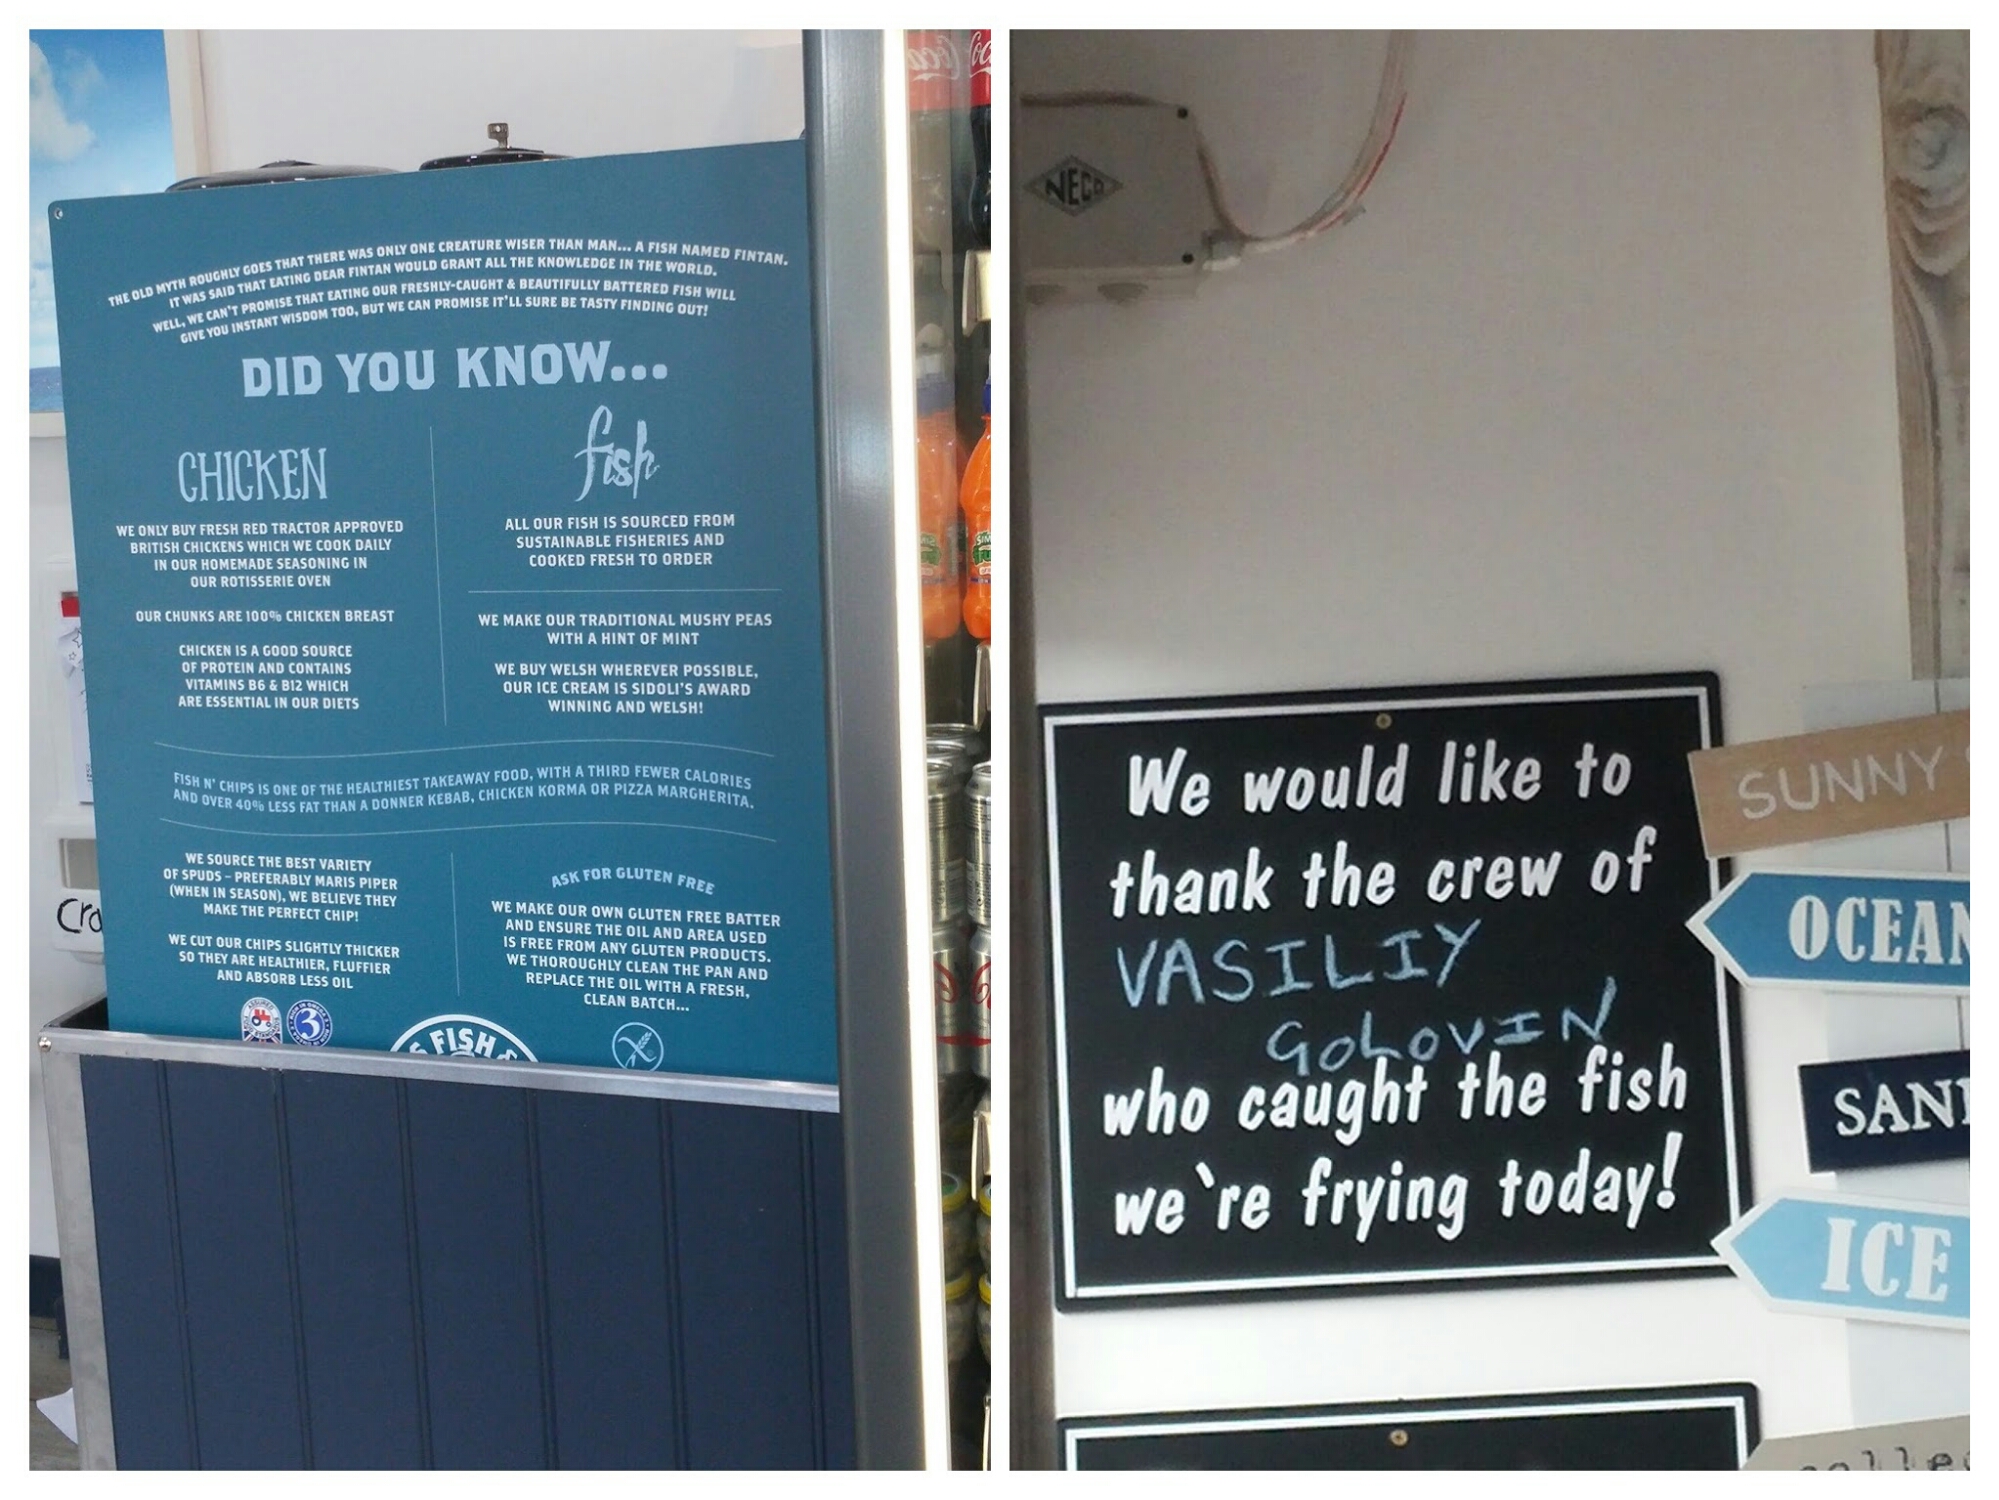 THE OLD MYTH ROUGHLY GOES THAT THERE WAS ONLY ONE CREATURE WISER THAN MAN... A FISH NAMED FINTAN.
IT WAS SAID THAT EATING DEAR FINTAN WOULD GRANT ALL THE KNOWLEDGE IN THE WORLD.
WELL, WE CAN'T PROMISE THAT EATING OUR FRESHLY-CAUGHT & BEAUTIFULLY BATTERED FISH WILL
GIVE YOU INSTANT WISDOM TOO, BUT WE CAN PROMISE IT'LL SURE BE TASTY FINDING OUT!
DID YOU KNOW...
CHICKEN
WE ONLY BUY FRESH RED TRACTOR APPROVED
BRITISH CHICKENS WHICH WE COOK DAILY
IN OUR HOMEMADE SEASONING IN
OUR ROTISSERIE OVEN
OUR CHUNKS ARE 100% CHICKEN BREAST
CHICKEN IS A GOOD SOURCE
OF PROTEIN AND CONTAINS
VITAMINS B6 & B12 WHICH
ARE ESSENTIAL IN OUR DIETS
fish
ALL OUR FISH IS SOURCED FROM
SUSTAINABLE FISHERIES AND
COOKED FRESH TO ORDER
WE MAKE OUR TRADITIONAL MUSHY PEAS
WITH A HINT OF MINT
WE BUY WELSH WHEREVER POSSIBLE,
OUR ICE CREAM IS SIDOLI'S AWARD
WINNING AND WELSH!
FISH N' CHIPS IS ONE OF THE HEALTHIEST TAKEAWAY FOOD, WITH A THIRD FEWER CALORIES
AND OVER 40% LESS FAT THAN A DONNER KEBAB, CHICKEN KORMA OR PIZZA MARGHERITA.
WE SOURCE THE BEST VARIETY
OF SPUDS – PREFERABLY MARIS PIPER
(WHEN IN SEASON), WE BELIEVE THEY
MAKE THE PERFECT CHIP!
WE CUT OUR CHIPS SLIGHTLY THICKER
SO THEY ARE HEALTHIER, FLUFFIER
AND ABSORB LESS OIL
ASK FOR GLUTEN FREE
WE MAKE OUR OWN GLUTEN FREE BATTER
AND ENSURE THE OIL AND AREA USED
IS FREE FROM ANY GLUTEN PRODUCTS.
WE THOROUGHLY CLEAN THE PAN AND
REPLACE THE OIL WITH A FRESH,
CLEAN BATCH...
3
FISH
Cra
NECO
We would like to
thank the crew of
VASILIY
GOLOVIN
who caught the fish
we're frying today!
SUNNY
OCEAN
SAN
ICE